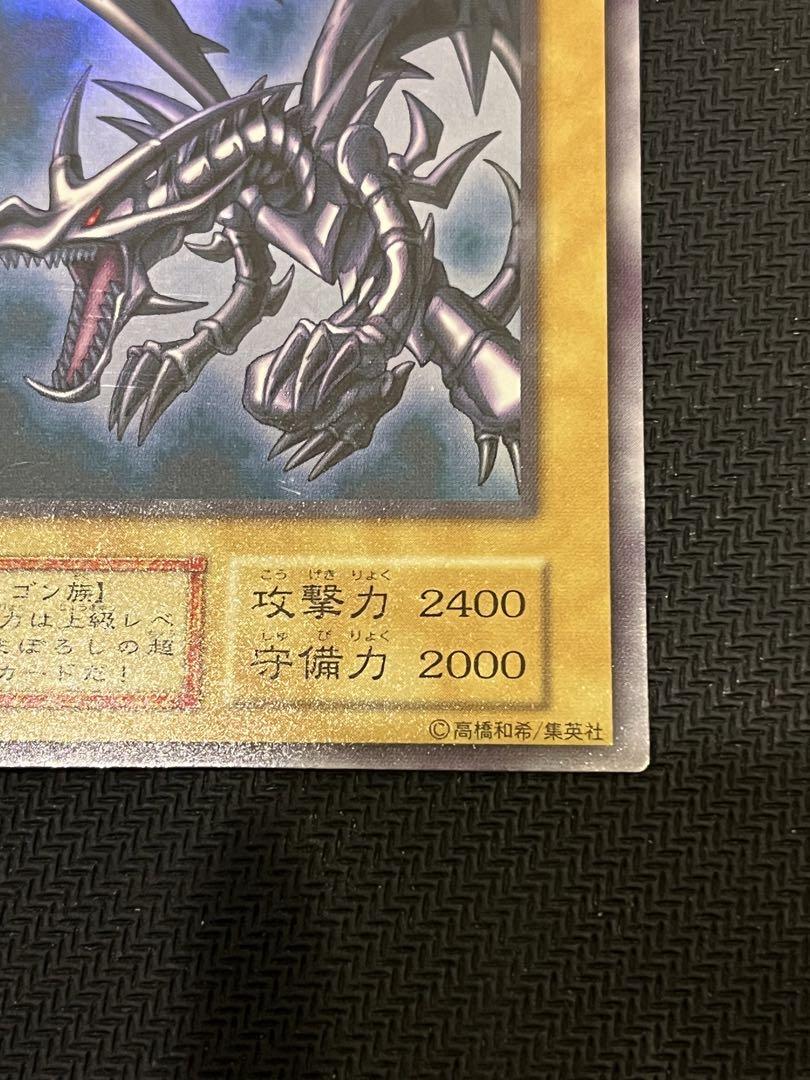 ゴン族】
こう げき りょく
攻撃力 2400
力は上級レベ
しゅ び りょく
守備力 2000
まぼろしの超
カードだ!
©高橋和希/集英社